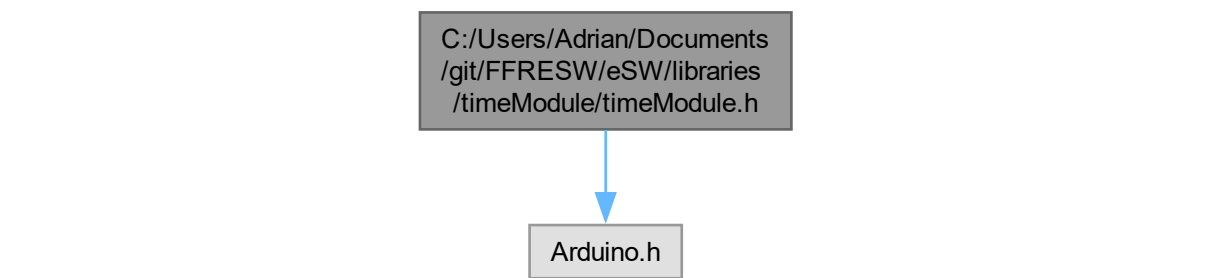 C:/Users/Adrian/Documents
/git/FFRESW/eSW/libraries
/timeModule/timeModule.h
Arduino.h